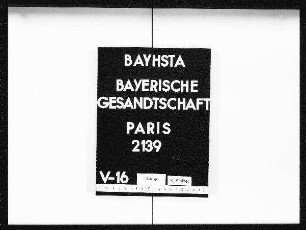 BAYHSTA
BAYERISCHE
GESANDTSCHAFT
PARIS
2139
V-16